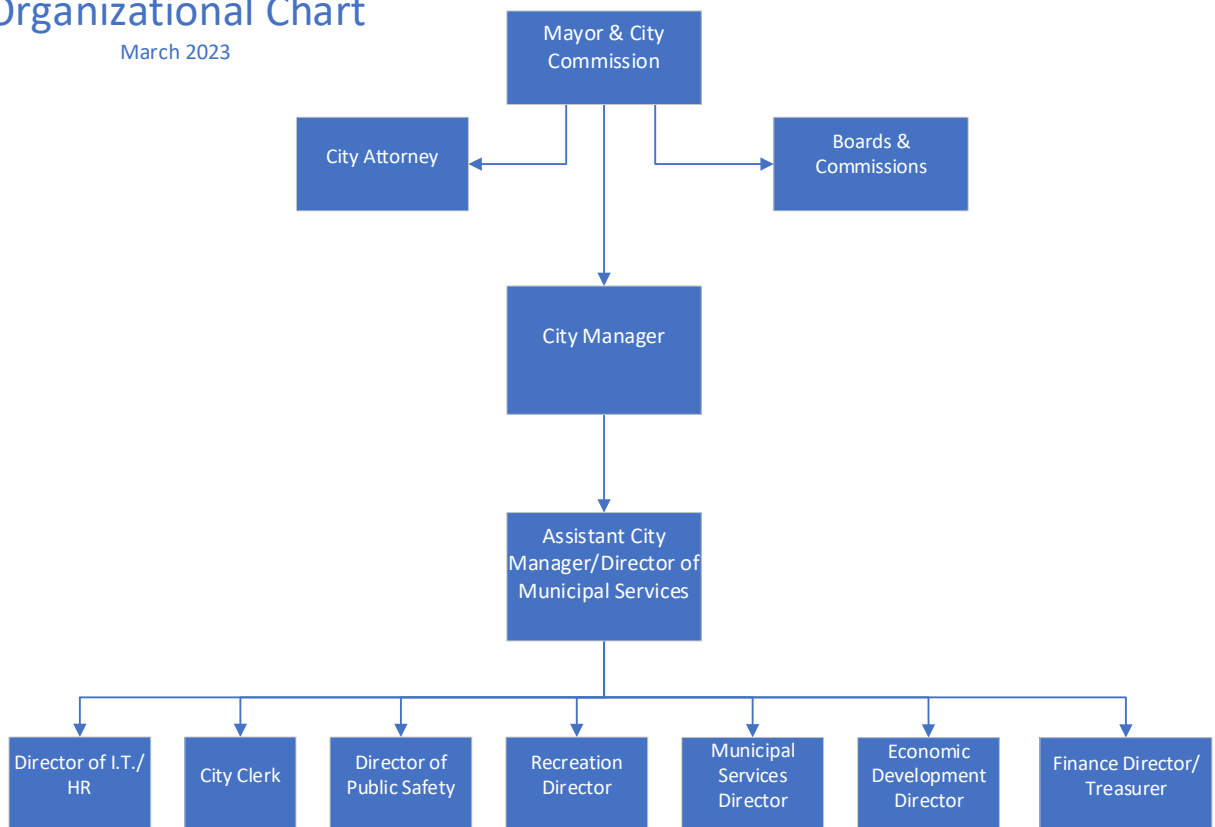 Organizational Chart
March 2023
Mayor & City
Commission
City Attorney
Boards &
Commissions
City Manager
Assistant City
Manager/Director of
Municipal Services
Director of I.T./
HR
City Clerk
Director of
Public Safety
Recreation
Director
Municipal
Services
Director
Economic
Development
Director
Finance Director/
Treasurer